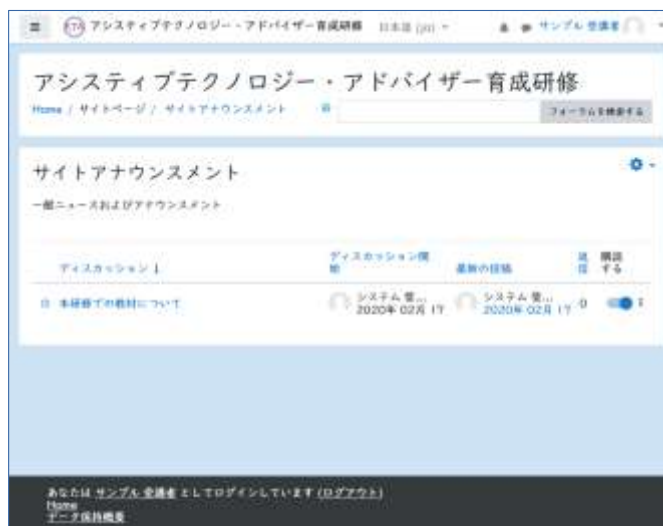 アシスティブテクノロジー・アドバイザー育成研修 日本語 (ja) サンプル 受講者
アシスティブテクノロジー・アドバイザー育成研修
Home / サイトページ / サイトアナウンスメント フォーラムを検索する
サイトアナウンスメント
一般ニュースおよびアナウンスメント
ディスカッション ↓ ディスカッション開始 最新の投稿 返信 購読する
本研修での教材について システム 管... 2020年 02月 17 システム 管... 2020年 02月 17 0
あなたは サンプル 受講者 としてログインしています (ログアウト)
Home
データ保持概要